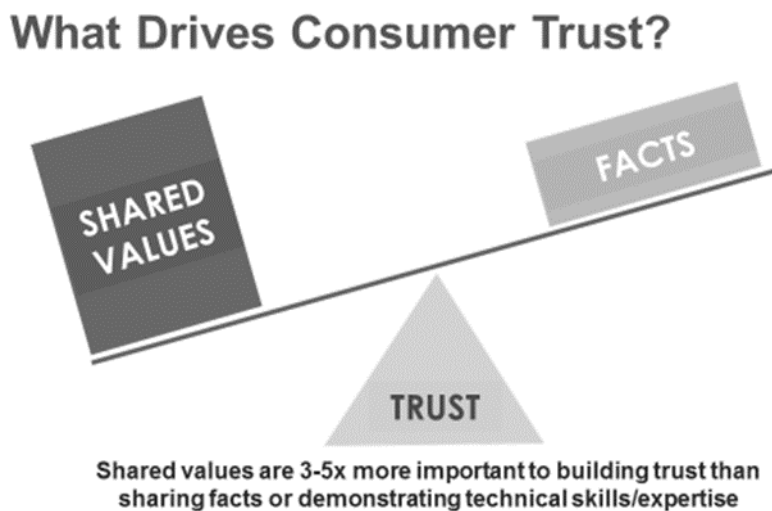 What Drives Consumer Trust?
SHARED
VALUES
FACTS
TRUST
Shared values are 3-5x more important to building trust than
sharing facts or demonstrating technical skills/expertise